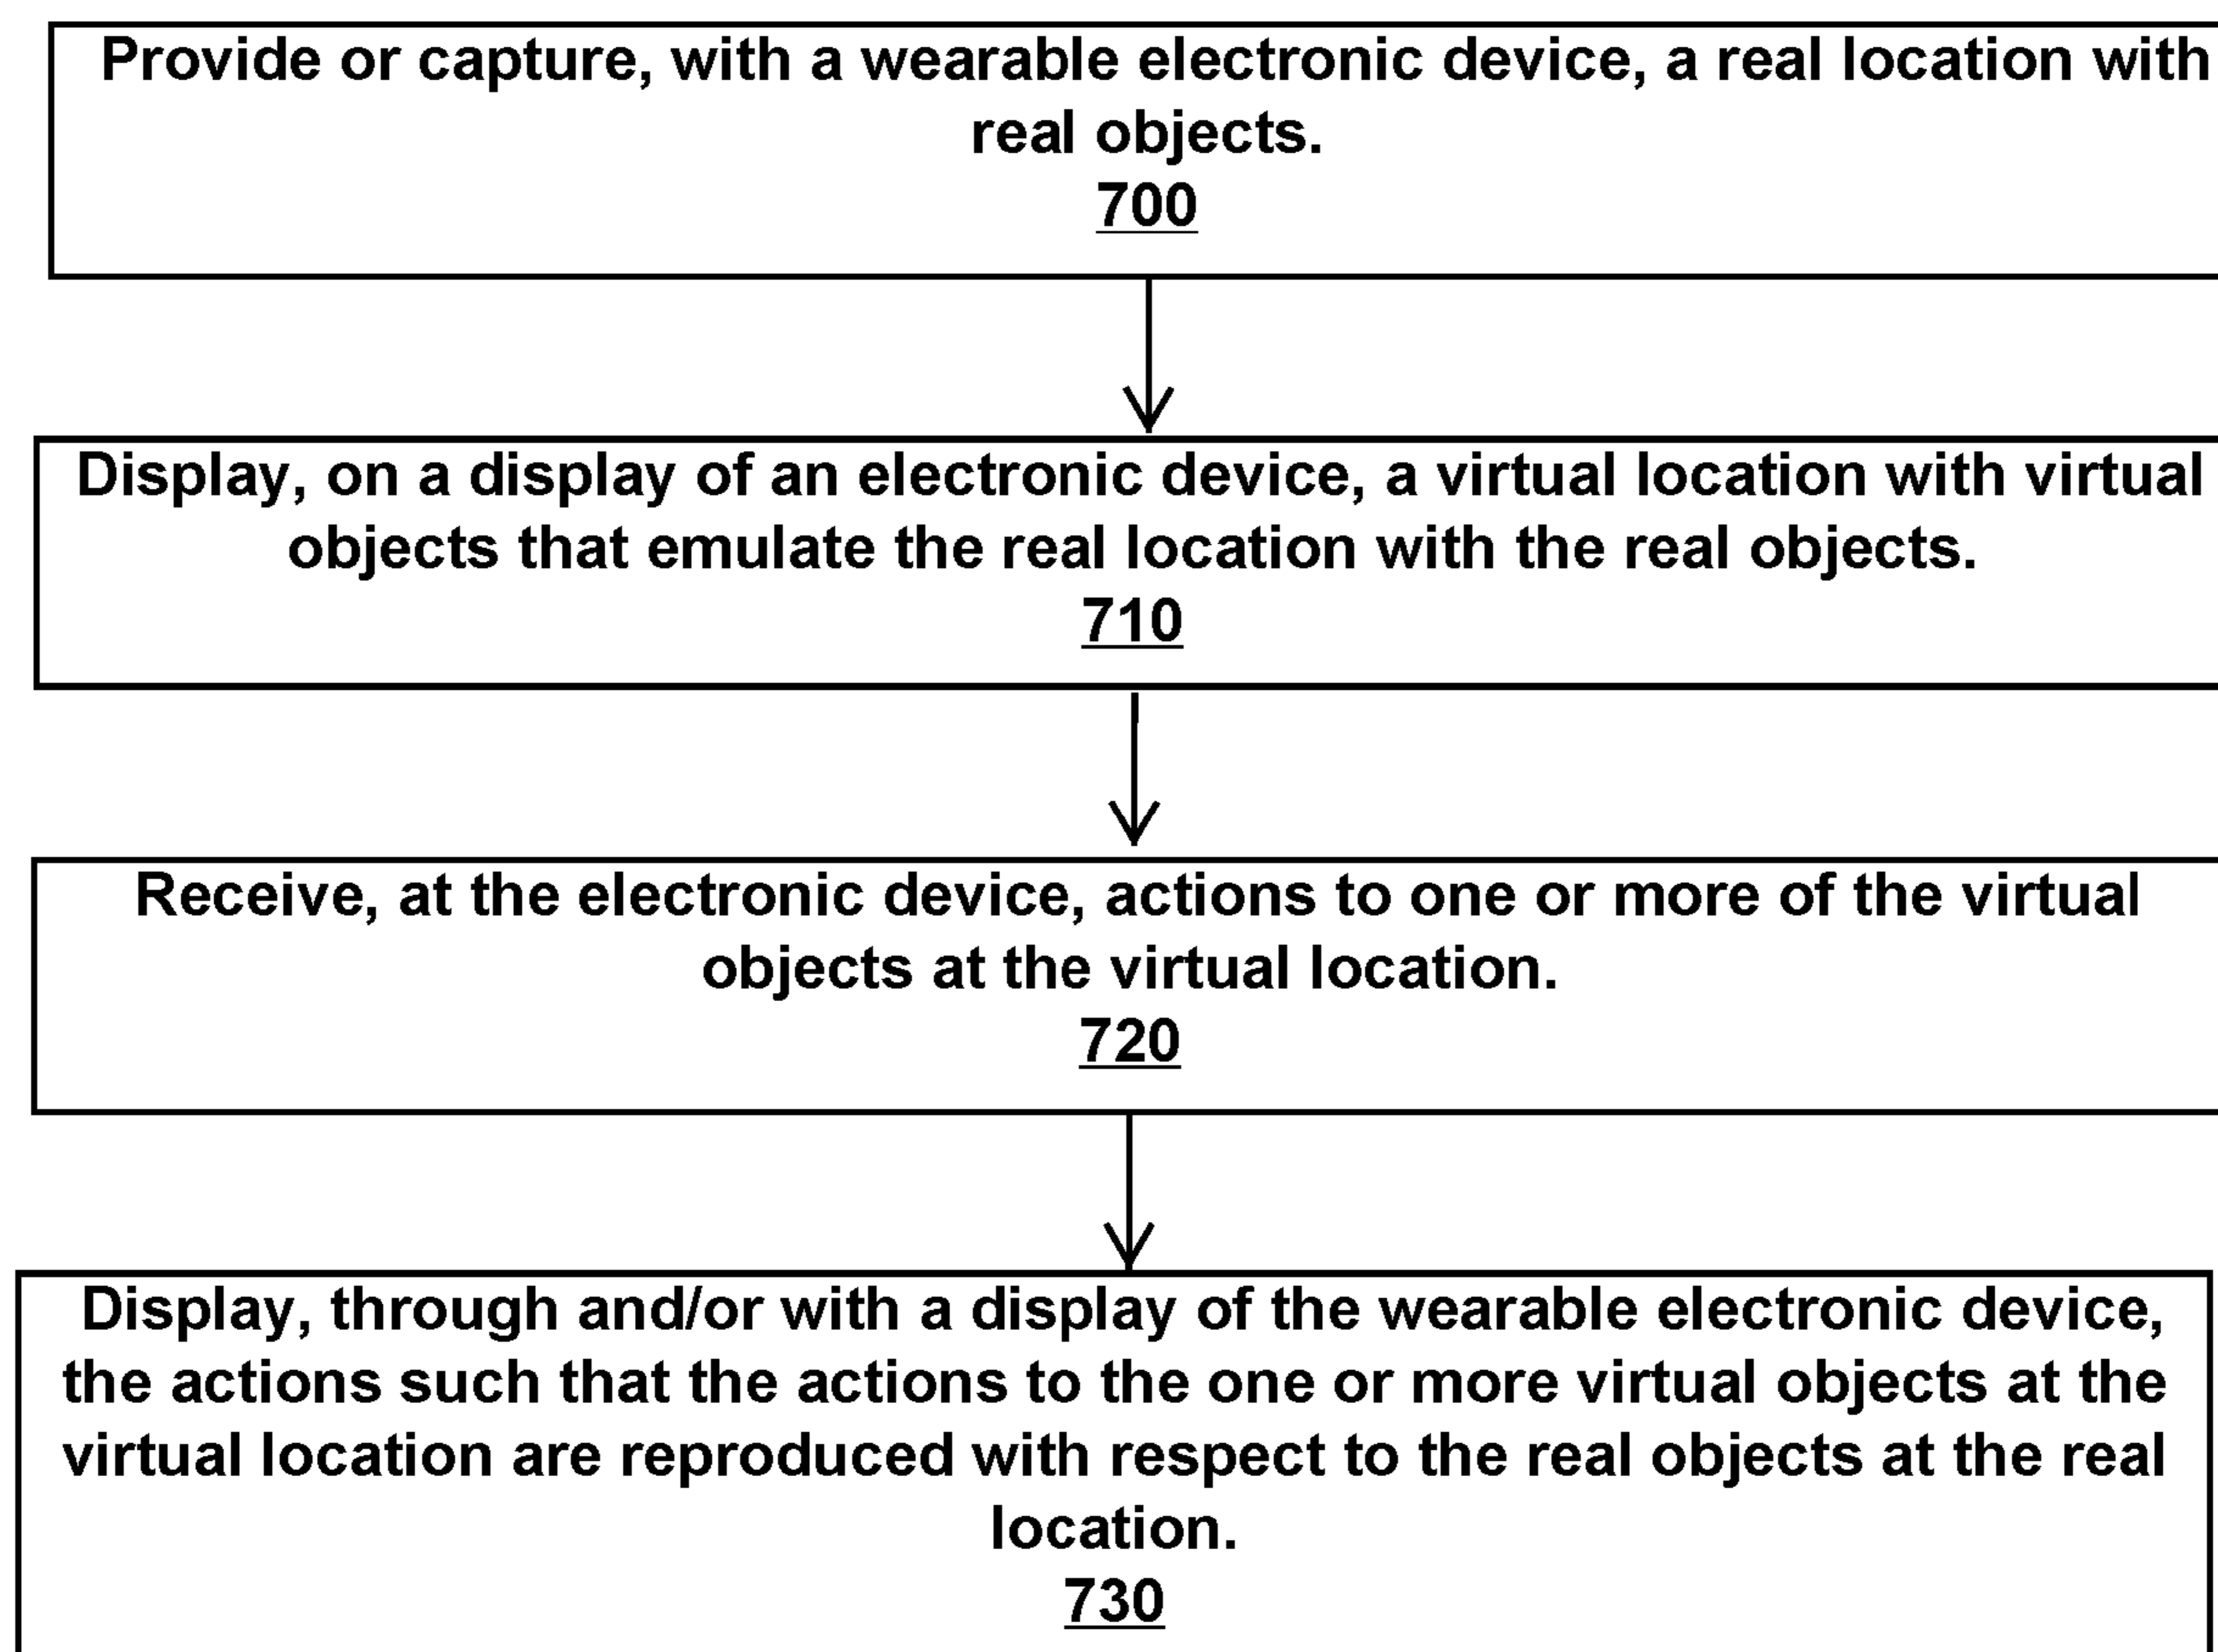 Provide or capture, with a wearable electronic device, a real location with
real objects.
700
Display, on a display of an electronic device, a virtual location with virtual
objects that emulate the real location with the real objects.
710
Receive, at the electronic device, actions to one or more of the virtual
objects at the virtual location.
720
Display, through and/or with a display of the wearable electronic device,
the actions such that the actions to the one or more virtual objects at the
virtual location are reproduced with respect to the real objects at the real
location.
730